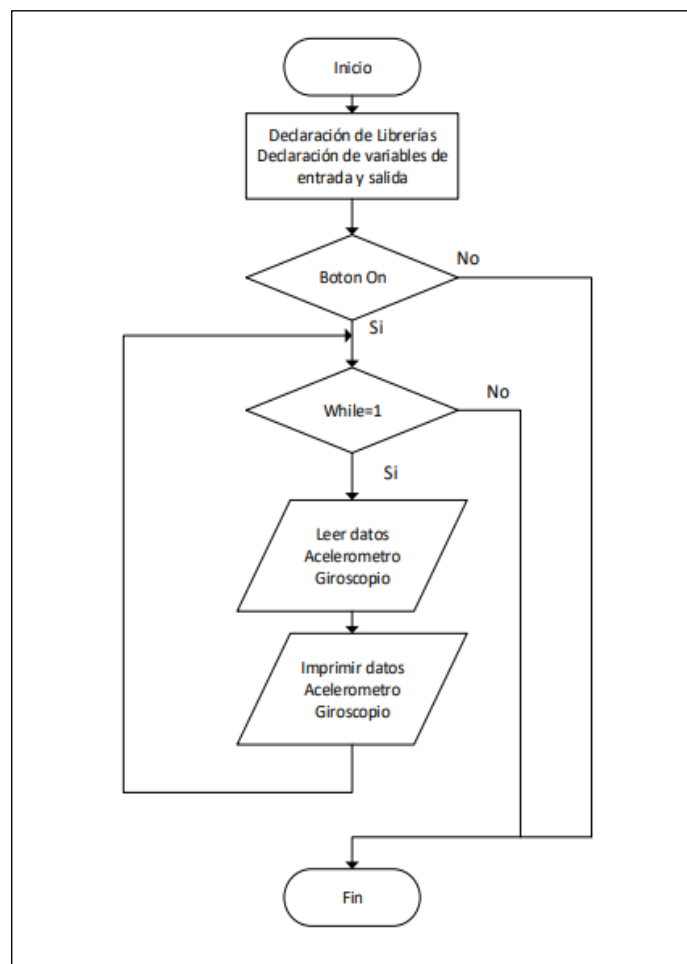 Inicio
Declaración de Librerías
Declaración de variables de
entrada y salida
Boton On
No
Si
While=1
No
Si
Leer datos
Acelerometro
Giroscopio
Imprimir datos
Acelerometro
Giroscopio
Fin